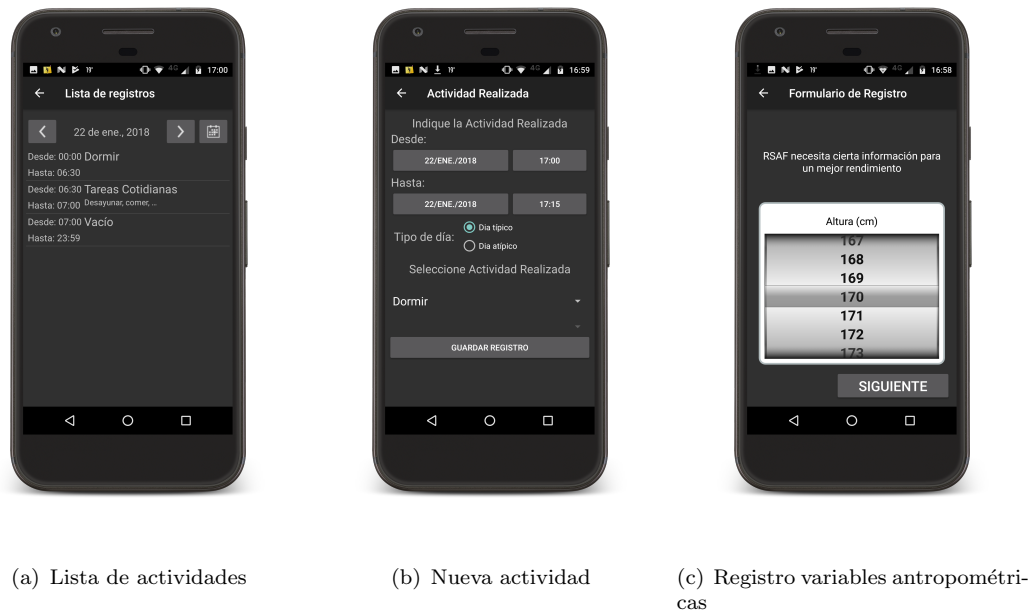 17:00
Lista de registros
22 de ene., 2018
Desde: 00:00 Dormir
Hasta: 06:30
Desde: 06:30 Tareas Cotidianas
Hasta: 07:00 Desayunar, comer, ...
Desde: 07:00 Vacío
Hasta: 23:59
(a) Lista de actividades
4G 16:59
Actividad Realizada
Indique la Actividad Realizada
Desde:
22/ENE./2018 17:00
Hasta:
22/ENE./2018 17:15
Tipo de día:
Dia típico
Dia atípico
Seleccione Actividad Realizada
Dormir
GUARDAR REGISTRO
(b) Nueva actividad
4G 16:58
Formulario de Registro
RSAF necesita cierta información para
un mejor rendimiento
Altura (cm)
167
168
169
170
171
172
173
SIGUIENTE
(c) Registro variables antropométri-
cas